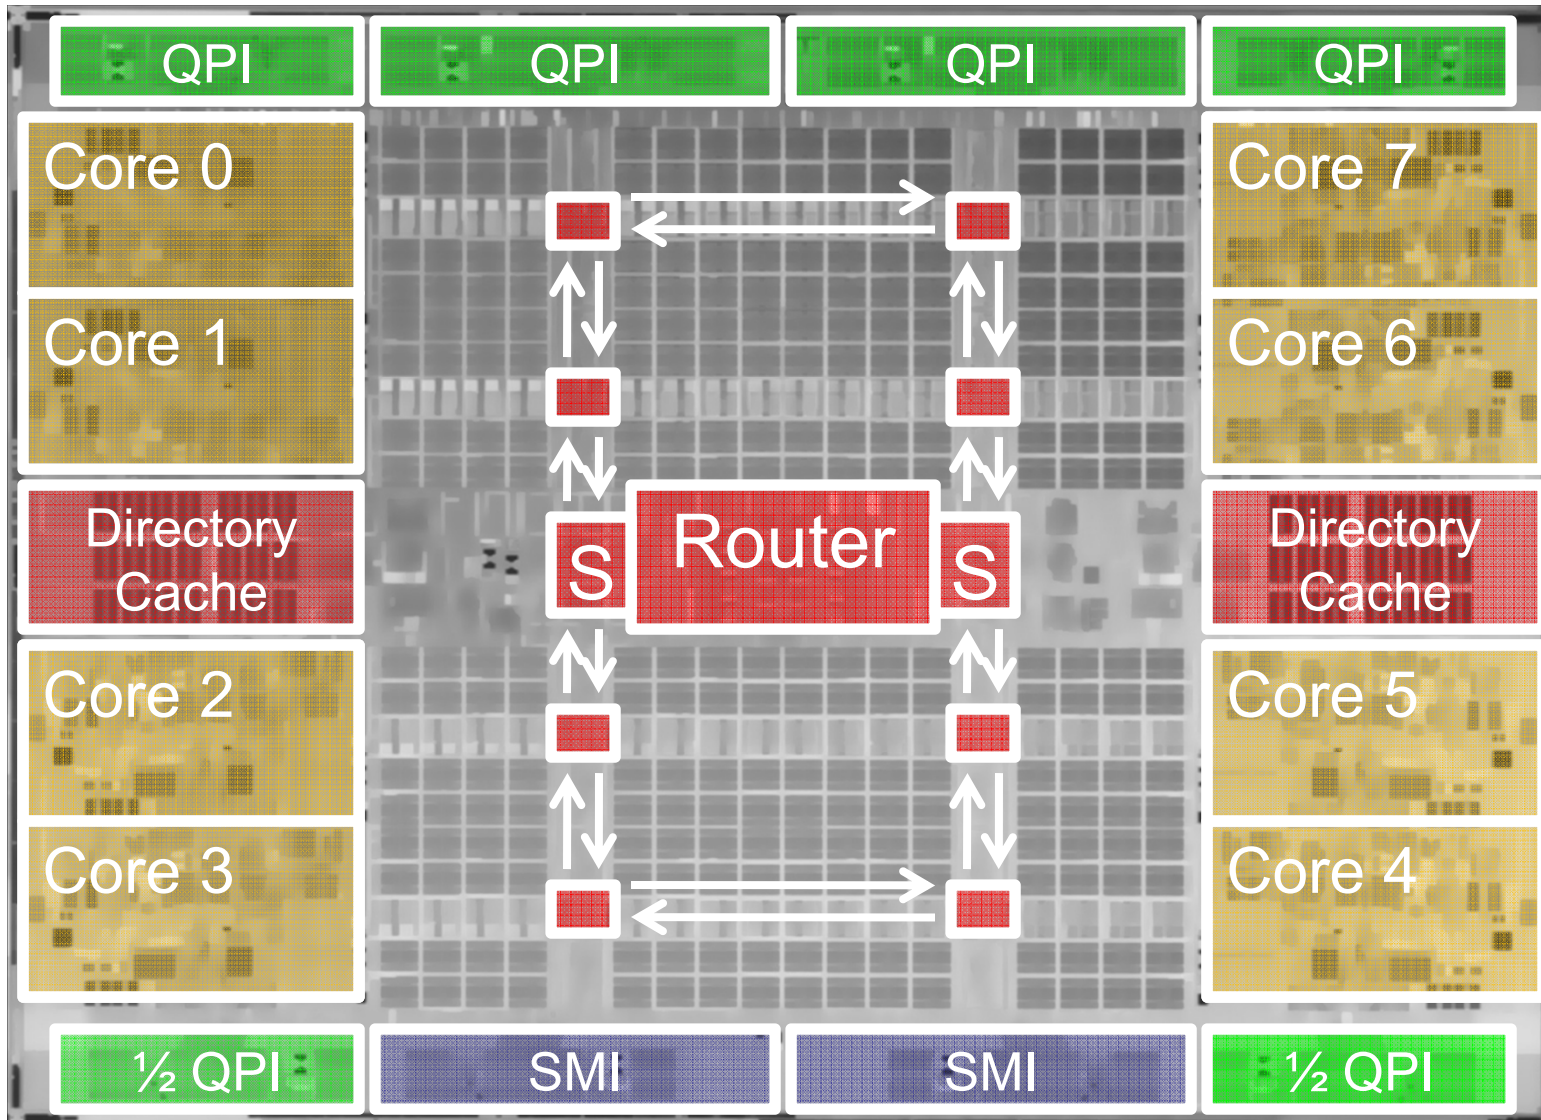 QPI
QPI
QPI
QPI
Core 0
Core 7
Core 1
Core 6
Directory
Cache
S
Router
S
Directory
Cache
Core 2
Core 5
Core 3
Core 4
½ QPI
SMI
SMI
½ QPI